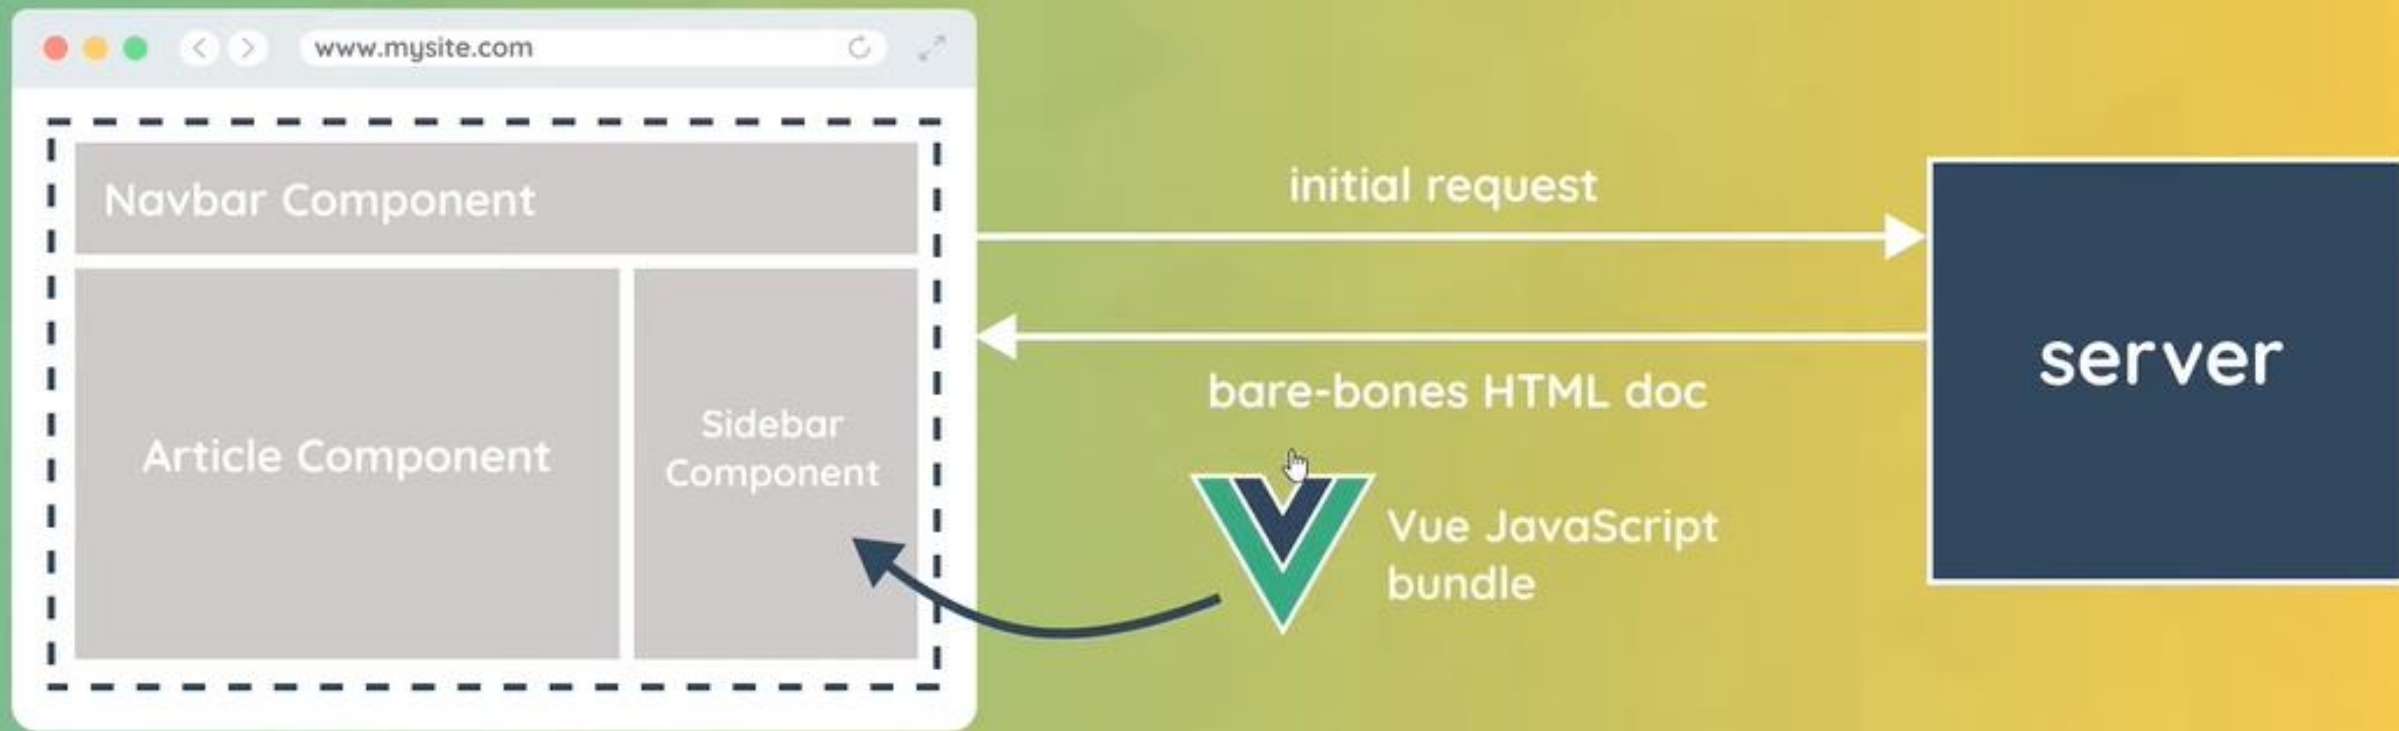 www.mysite.com
Navbar Component
Article Component
Sidebar
Component
initial request
bare-bones HTML doc
Vue JavaScript
bundle
server